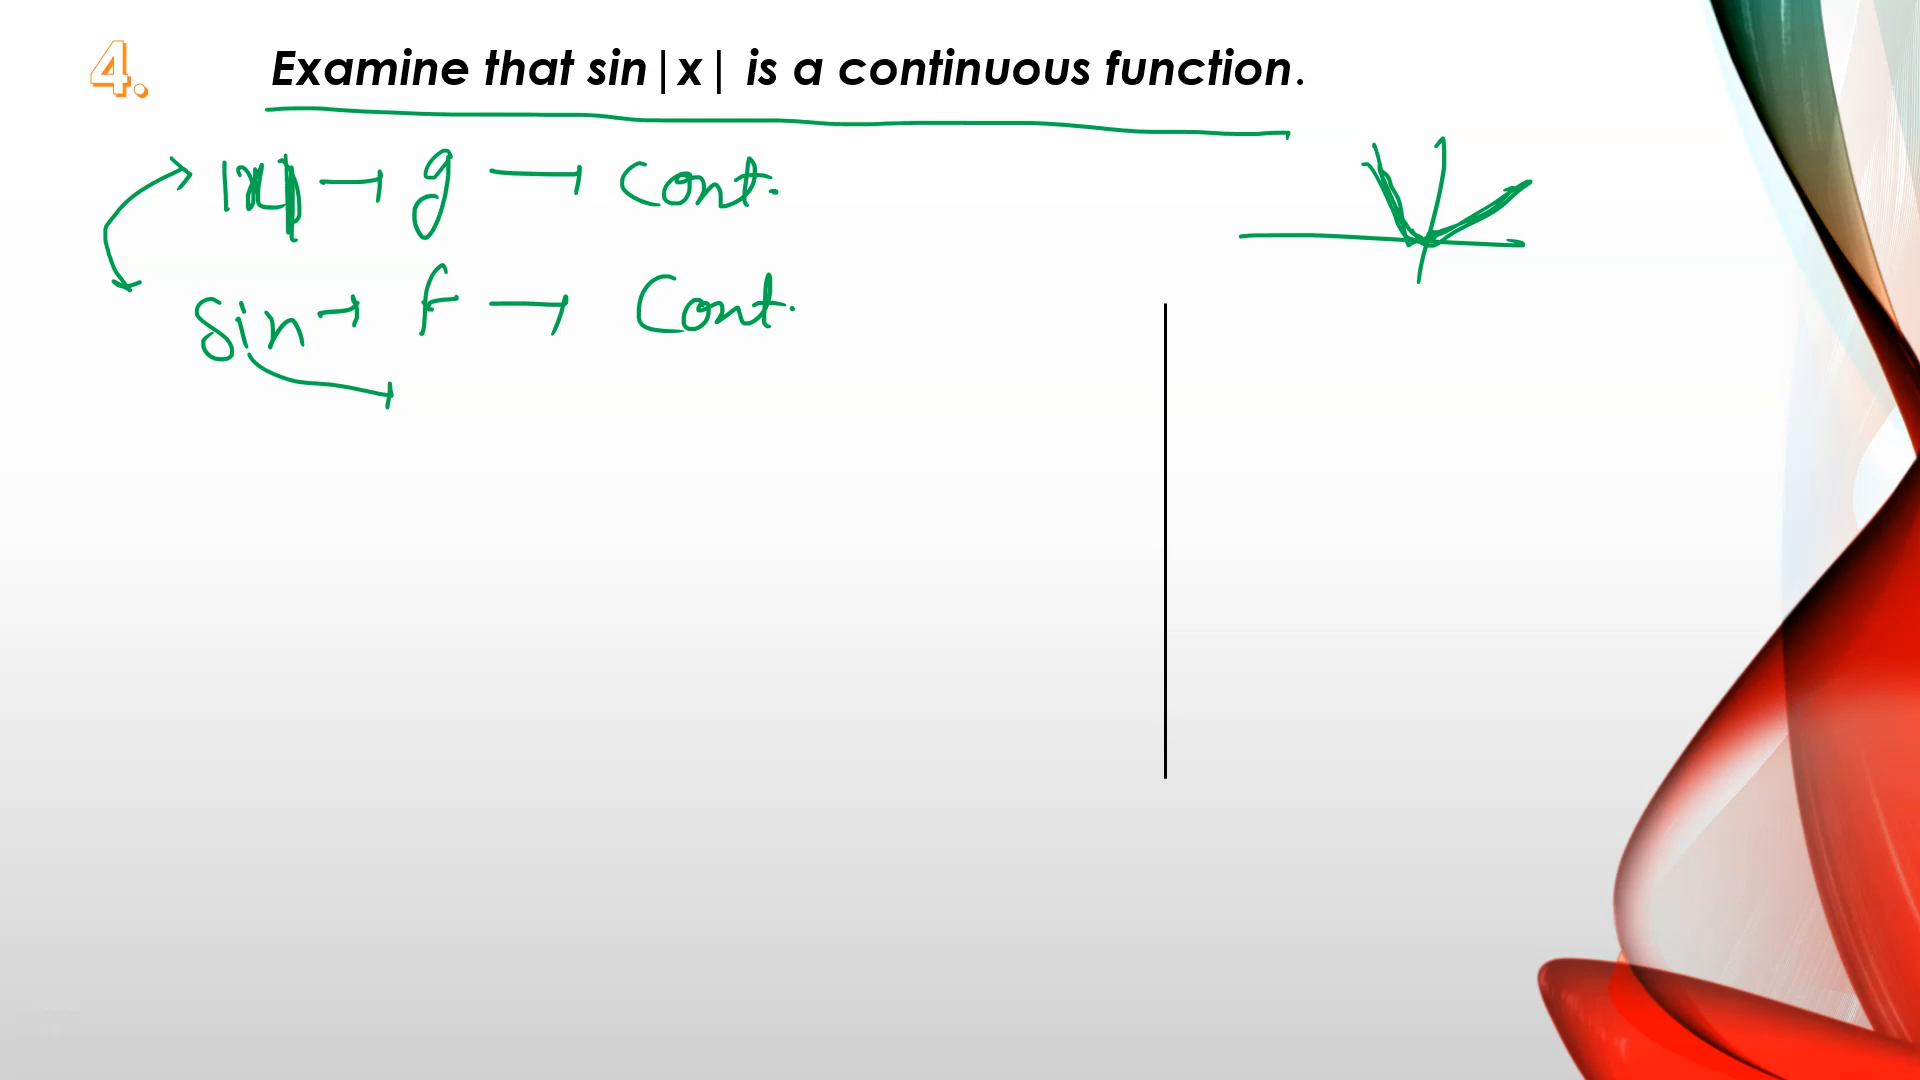 4. Examine that sin|x| is a continuous function.
|x| → g → Cont.
Sin → f → Cont.